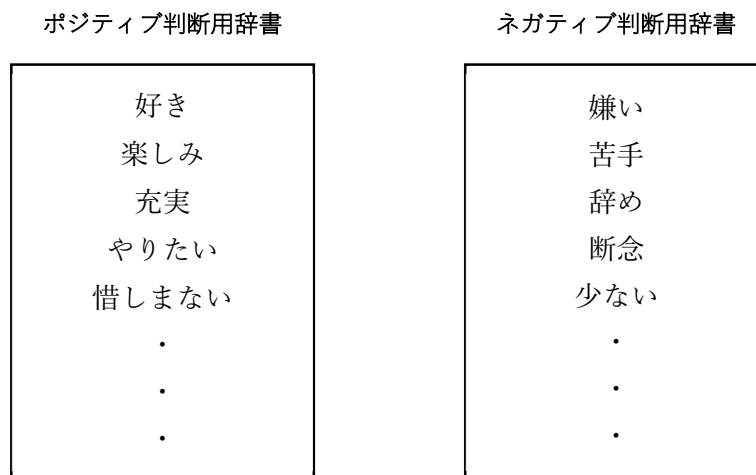 ポジティブ判断用辞書
好き
楽しみ
充実
やりたい
惜しまない
・
・
・
ネガティブ判断用辞書
嫌い
苦手
辞め
断念
少ない
・
・
・